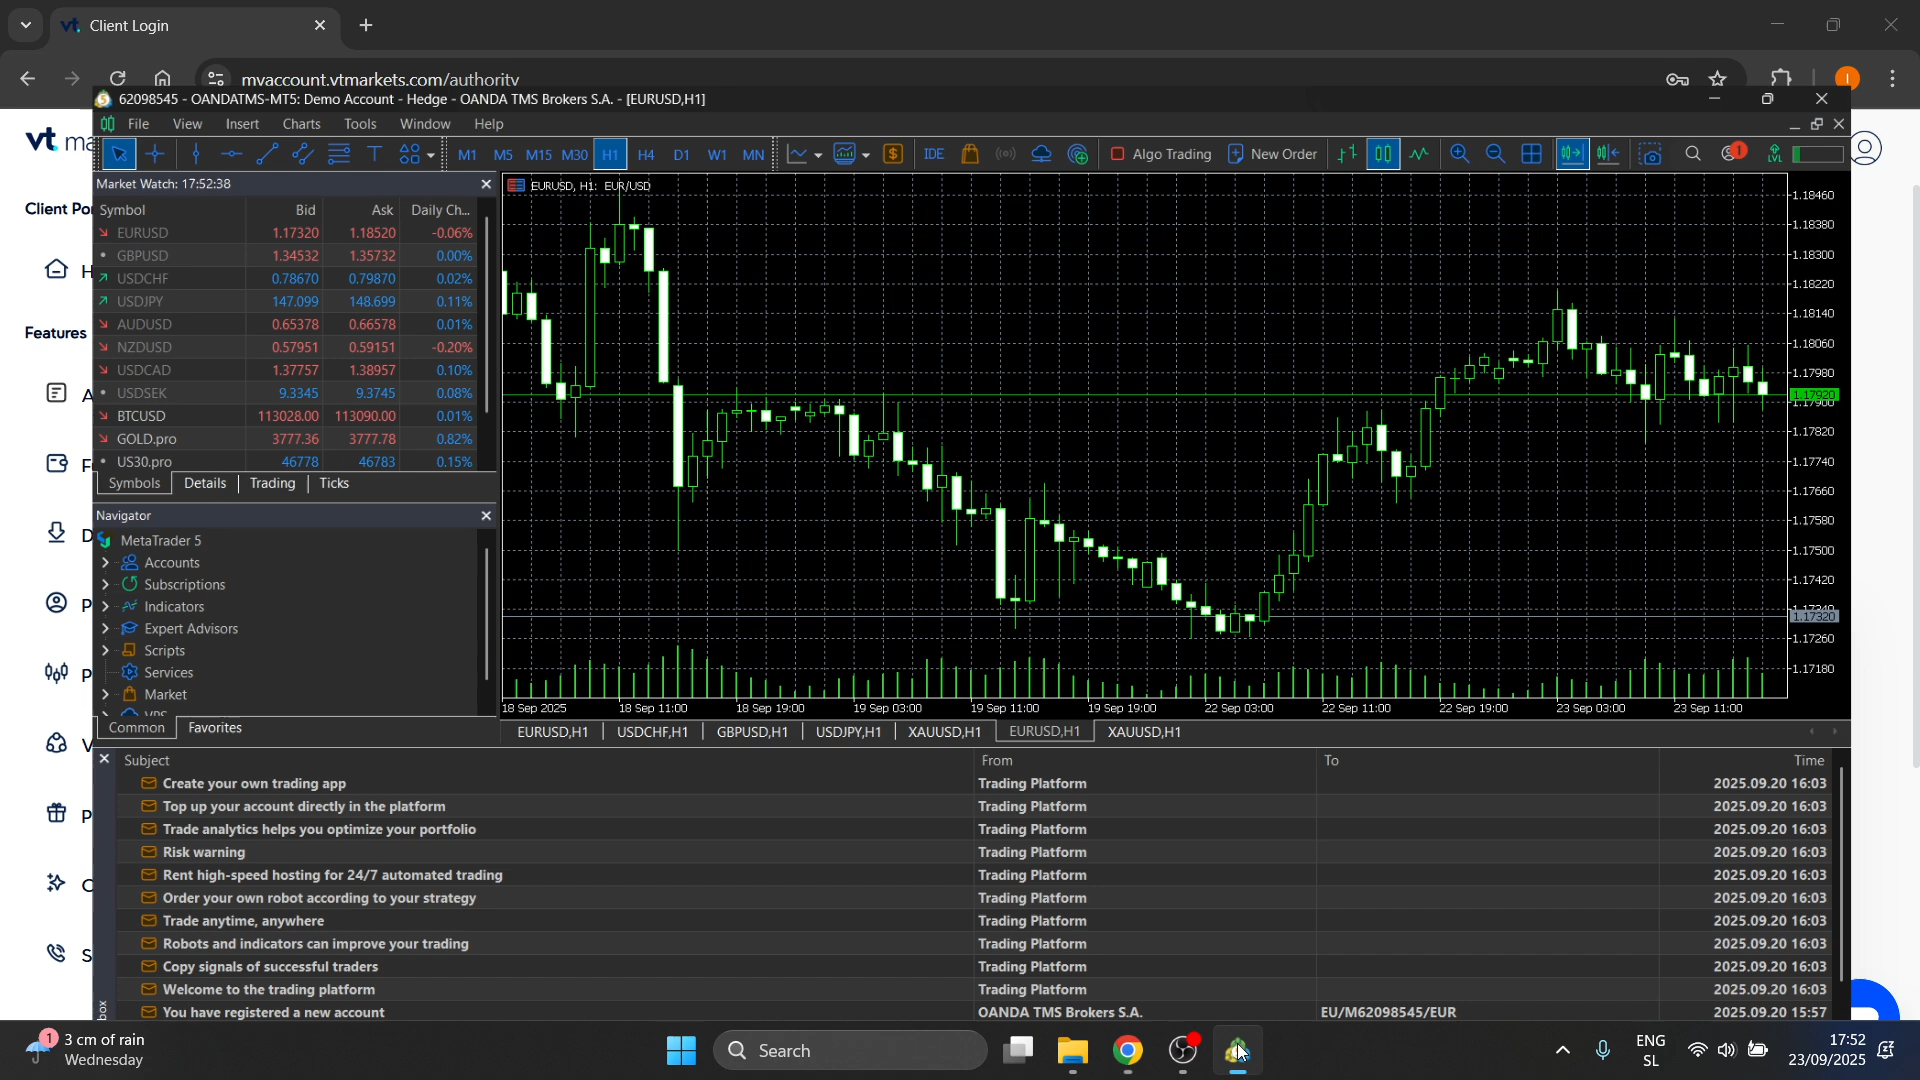 Client Login
myaccount.vtmarkets.com/authority
62098545 - OANDATMS-MT5: Demo Account - Hedge - OANDA TMS Brokers S.A. - [EURUSD,H1]
File View Insert Charts Tools Window Help
M1 M5 M15 M30 H1 H4 D1 W1 MN IDE Algo Trading New Order LVL 1
vt
Market Watch: 17:52:38
Symbol Bid Ask Daily Ch...
EURUSD 1.17320 1.18520 -0.06%
GBPUSD 1.34532 1.35732 0.00%
USDCHF 0.78670 0.79870 0.02%
USDJPY 147.099 148.699 0.11%
AUDUSD 0.65378 0.66578 0.01%
NZDUSD 0.57951 0.59151 -0.20%
USDCAD 1.37757 1.38957 0.10%
USDSEK 9.3345 9.3745 0.08%
BTCUSD 113028.00 113090.00 0.01%
GOLD.pro 3777.36 3777.78 0.82%
US30.pro 46778 46783 0.15%
Symbols Details Trading Ticks
Client Po
H
Features
A
F
D
P
P
V
P
C
S
Navigator
MetaTrader 5
Accounts
Subscriptions
Indicators
Expert Advisors
Scripts
Services
Market
VPS
Common Favorites
EURUSD, H1: EUR/USD
1.18460
1.18380
1.18300
1.18220
1.18140
1.18060
1.17980
1.17920
1.17900
1.17820
1.17740
1.17660
1.17580
1.17500
1.17420
1.17340
1.17320
1.17260
1.17180
18 Sep 2025 18 Sep 11:00 18 Sep 19:00 19 Sep 03:00 19 Sep 11:00 19 Sep 19:00 22 Sep 03:00 22 Sep 11:00 22 Sep 19:00 23 Sep 03:00 23 Sep 11:00
EURUSD,H1 USDCHF,H1 GBPUSD,H1 USDJPY,H1 XAUUSD,H1 EURUSD,H1 XAUUSD,H1
Subject From To Time
Create your own trading app Trading Platform 2025.09.20 16:03
Top up your account directly in the platform Trading Platform 2025.09.20 16:03
Trade analytics helps you optimize your portfolio Trading Platform 2025.09.20 16:03
Risk warning Trading Platform 2025.09.20 16:03
Rent high-speed hosting for 24/7 automated trading Trading Platform 2025.09.20 16:03
Order your own robot according to your strategy Trading Platform 2025.09.20 16:03
Trade anytime, anywhere Trading Platform 2025.09.20 16:03
Robots and indicators can improve your trading Trading Platform 2025.09.20 16:03
Copy signals of successful traders Trading Platform 2025.09.20 16:03
Welcome to the trading platform Trading Platform 2025.09.20 16:03
You have registered a new account OANDA TMS Brokers S.A. EU/M62098545/EUR 2025.09.20 15:57
box
1
3 cm of rain
Wednesday
Search
ENG
SL
17:52
23/09/2025